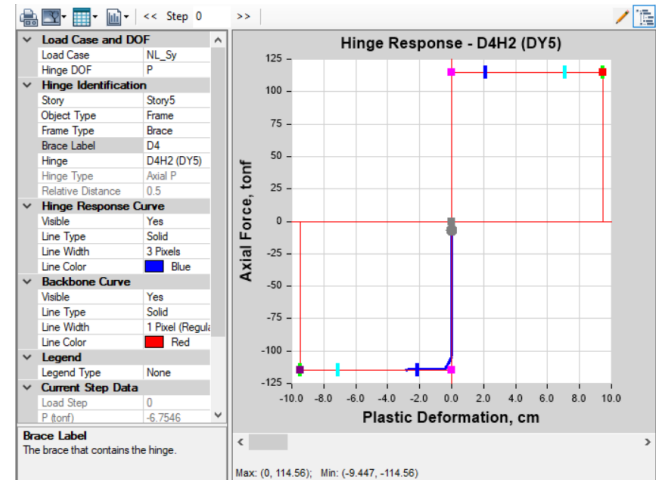 << Step 0 >>
Load Case and DOF
Load Case NL_Sy
Hinge DOF P
Hinge Identification
Story Story5
Object Type Frame
Frame Type Brace
Brace Label D4
Hinge D4H2 (DY5)
Hinge Type Axial P
Relative Distance 0.5
Hinge Response Curve
Visible Yes
Line Type Solid
Line Width 3 Pixels
Line Color Blue
Backbone Curve
Visible Yes
Line Type Solid
Line Width 1 Pixel (Regula
Line Color Red
Legend
Legend Type None
Current Step Data
Load Step 0
P (tonf) -6.7546
Brace Label
The brace that contains the hinge.
Hinge Response - D4H2 (DY5)
Axial Force, tonf
125
100
75
50
25
0
-25
-50
-75
-100
-125
-10.0 -8.0 -6.0 -4.0 -2.0 0.0 2.0 4.0 6.0 8.0 10.0
Plastic Deformation, cm
Max: (0, 114.56); Min: (-9.447, -114.56)